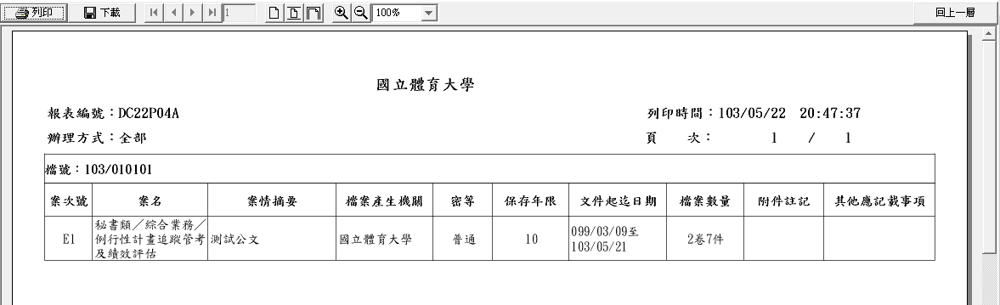 列印 下載 1 100% 回上一層
國立體育大學
報表編號：DC22P04A 列印時間：103/05/22 20:47:37
辦理方式：全部 頁 次： 1 / 1
檔號：103/010101
案次號 案名 案情摘要 檔案產生機關 密等 保存年限 文件起迄日期 檔案數量 附件註記 其他應記載事項
秘書類／綜合業務／
E1 例行性計畫追蹤管考 測試公文 國立體育大學 普通 10 099/03/09至 2卷7件
及績效評估 103/05/21